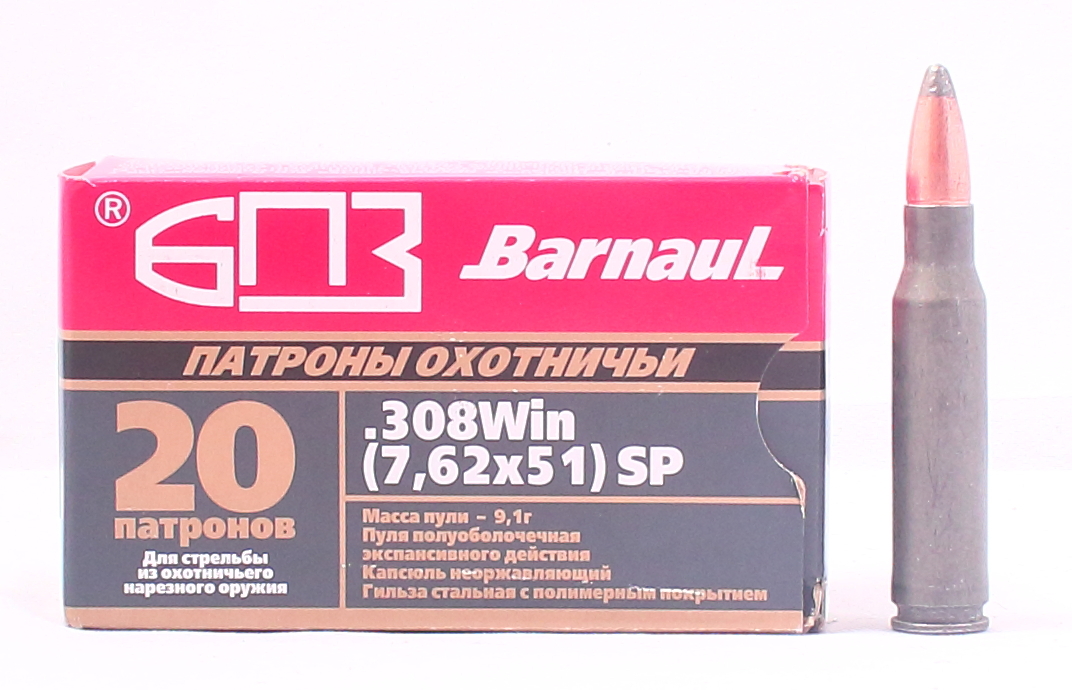 ® БПЗ Barnaul
ПАТРОНЫ ОХОТНИЧЬИ
20
патронов
Для стрельбы
из охотничьего
нарезного оружия
.308Win
(7,62х51) SP
Масса пули – 9,1г
Пуля полуоболочечная
экспансивного действия
Капсюль неоржавляющий
Гильза стальная с полимерным покрытием